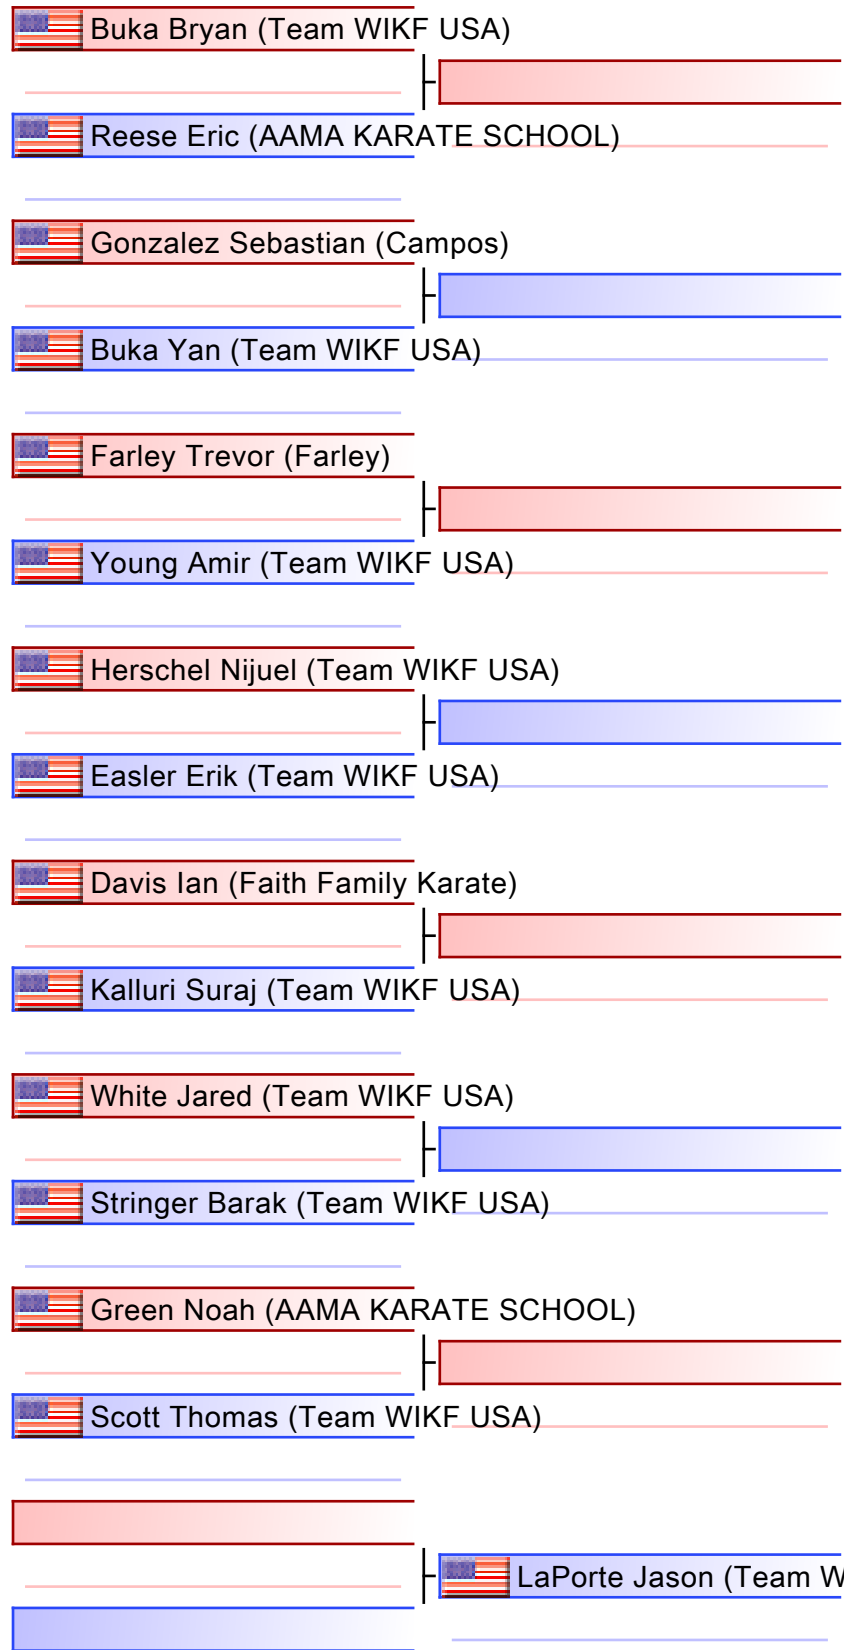 Buka Bryan (Team WIKF USA)
Reese Eric (AAMA KARATE SCHOOL)
Gonzalez Sebastian (Campos)
Buka Yan (Team WIKF USA)
Farley Trevor (Farley)
Young Amir (Team WIKF USA)
Herschel Nijuel (Team WIKF USA)
Easler Erik (Team WIKF USA)
Davis Ian (Faith Family Karate)
Kalluri Suraj (Team WIKF USA)
White Jared (Team WIKF USA)
Stringer Barak (Team WIKF USA)
Green Noah (AAMA KARATE SCHOOL)
Scott Thomas (Team WIKF USA)
LaPorte Jason (Team